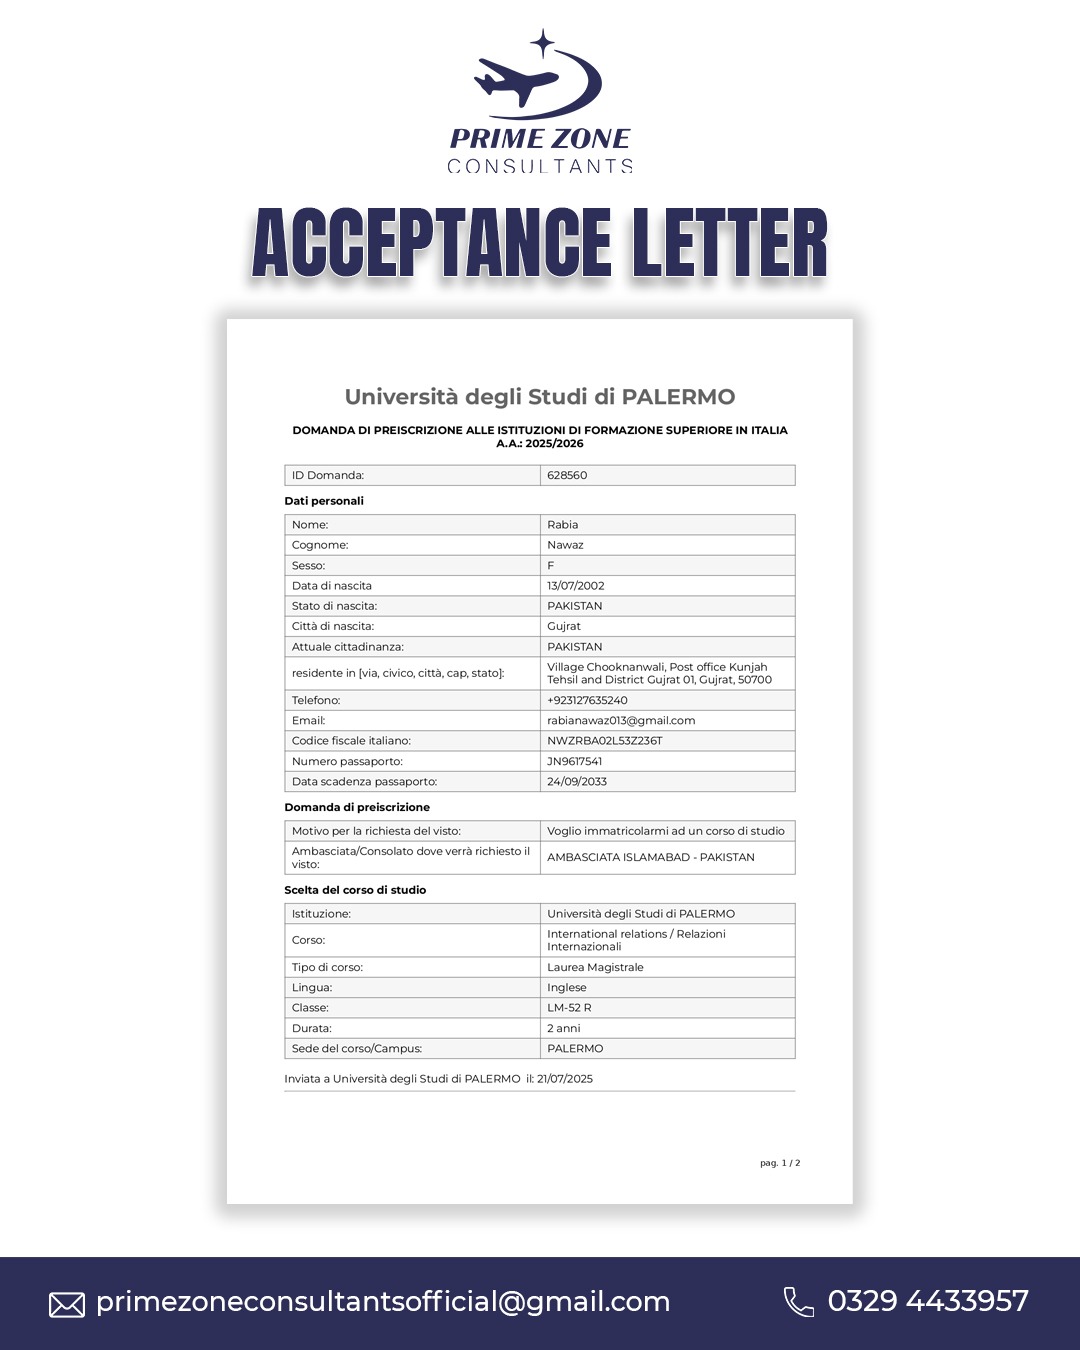 PRIME ZONE
CONSULTANTS
ACCEPTANCE LETTER
Università degli Studi di PALERMO
DOMANDA DI PREISCRIZIONE ALLE ISTITUZIONI DI FORMAZIONE SUPERIORE IN ITALIA
A.A.: 2025/2026
ID Domanda: 628560
Dati personali
Nome: Rabia
Cognome: Nawaz
Sesso: F
Data di nascita 13/07/2002
Stato di nascita: PAKISTAN
Città di nascita: Gujrat
Attuale cittadinanza: PAKISTAN
residente in [via, civico, città, cap, stato]: Village Chooknanwali, Post office Kunjah
Tehsil and District Gujrat 01, Gujrat, 50700
Telefono: +923127635240
Email: rabianawaz013@gmail.com
Codice fiscale italiano: NWZRBA02L53Z236T
Numero passaporto: JN9617541
Data scadenza passaporto: 24/09/2033
Domanda di preiscrizione
Motivo per la richiesta del visto: Voglio immatricolarmi ad un corso di studio
Ambasciata/Consolato dove verrà richiesto il
visto: AMBASCIATA ISLAMABAD - PAKISTAN
Scelta del corso di studio
Istituzione: Università degli Studi di PALERMO
Corso: International relations / Relazioni
Internazionali
Tipo di corso: Laurea Magistrale
Lingua: Inglese
Classe: LM-52 R
Durata: 2 anni
Sede del corso/Campus: PALERMO
Inviata a Università degli Studi di PALERMO il: 21/07/2025
pag. 1 / 2
primezoneconsultantsofficial@gmail.com
0329 4433957